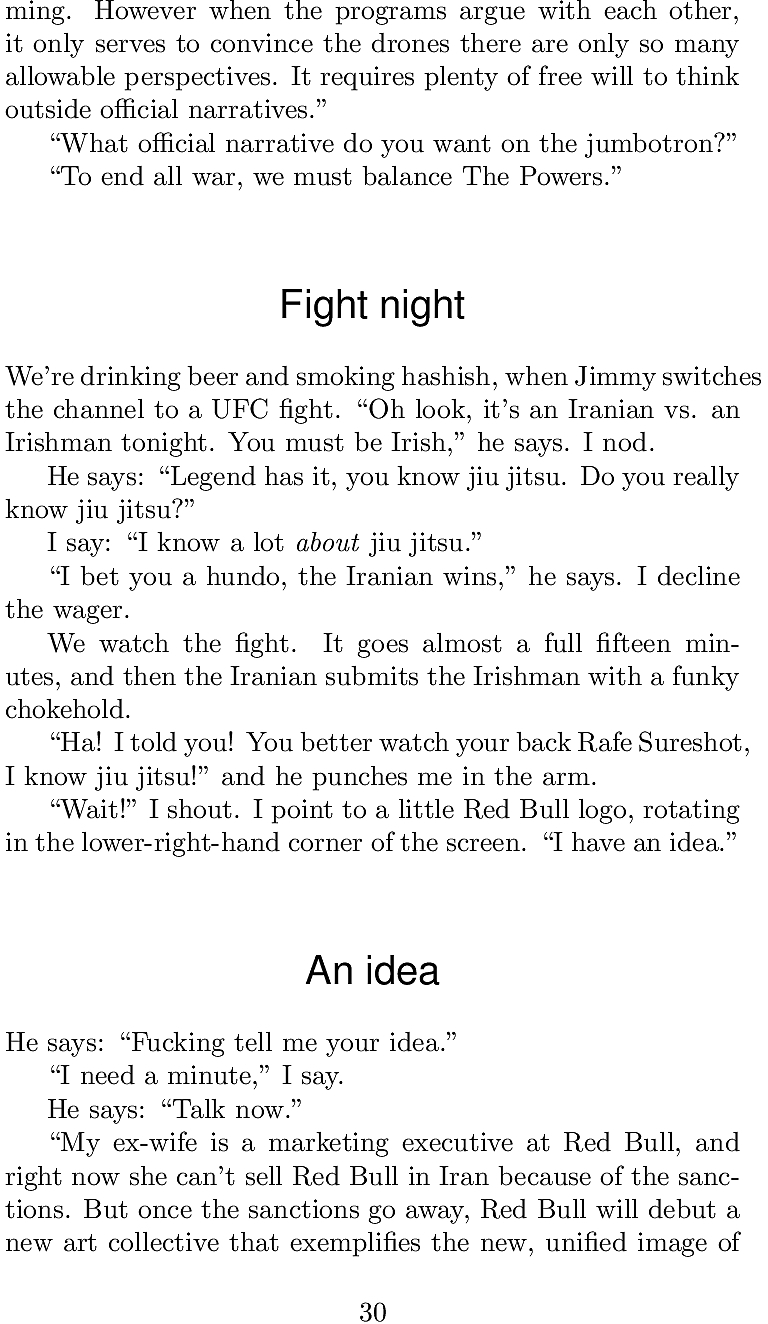 ming. However when the programs argue with each other,
it only serves to convince the drones there are only so many
allowable perspectives. It requires plenty of free will to think
outside official narratives.”
“What official narrative do you want on the jumbotron?”
“To end all war, we must balance The Powers.”
Fight night
We’re drinking beer and smoking hashish, when Jimmy switches
the channel to a UFC fight. “Oh look, it’s an Iranian vs. an
Irishman tonight. You must be Irish,” he says. I nod.
He says: “Legend has it, you know jiu jitsu. Do you really
know jiu jitsu?”
I say: “I know a lot about jiu jitsu.”
“I bet you a hundo, the Iranian wins,” he says. I decline
the wager.
We watch the fight. It goes almost a full fifteen min-
utes, and then the Iranian submits the Irishman with a funky
chokehold.
“Ha! I told you! You better watch your back Rafe Sureshot,
I know jiu jitsu!” and he punches me in the arm.
“Wait!” I shout. I point to a little Red Bull logo, rotating
in the lower-right-hand corner of the screen. “I have an idea.”
An idea
He says: “Fucking tell me your idea.”
“I need a minute,” I say.
He says: “Talk now.”
“My ex-wife is a marketing executive at Red Bull, and
right now she can’t sell Red Bull in Iran because of the sanc-
tions. But once the sanctions go away, Red Bull will debut a
new art collective that exemplifies the new, unified image of
30